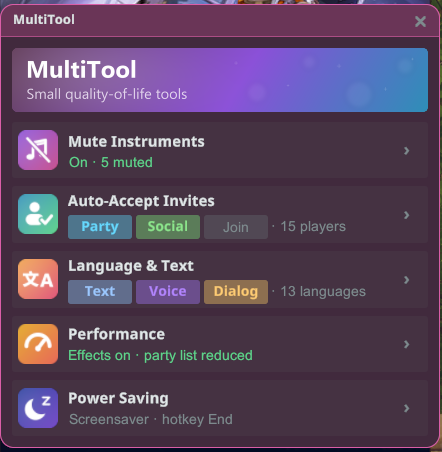 MultiTool
MultiTool
Small quality-of-life tools
Mute Instruments
On · 5 muted
Auto-Accept Invites
Party Social Join · 15 players
Language & Text
文A
Text Voice Dialog · 13 languages
Performance
Effects on · party list reduced
Power Saving
z
Screensaver · hotkey End